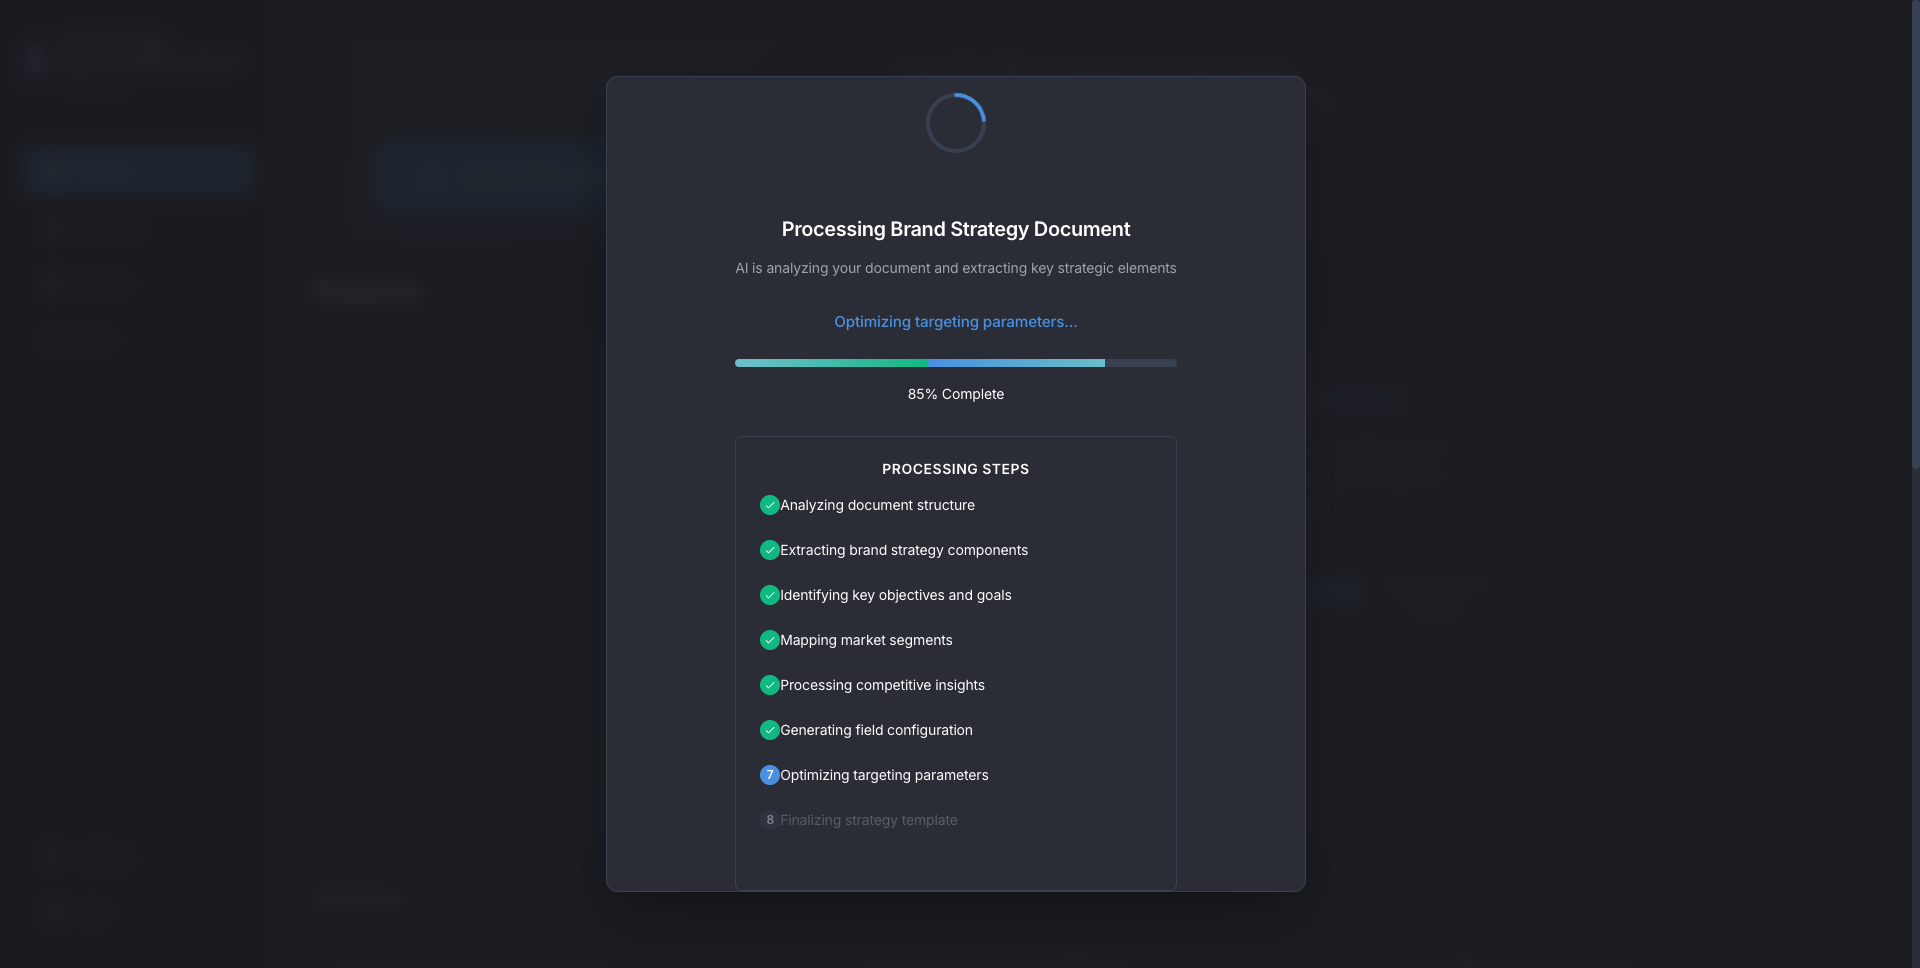 Processing Brand Strategy Document
AI is analyzing your document and extracting key strategic elements
Optimizing targeting parameters...
85% Complete
PROCESSING STEPS
Analyzing document structure
Extracting brand strategy components
Identifying key objectives and goals
Mapping market segments
Processing competitive insights
Generating field configuration
7 Optimizing targeting parameters
8 Finalizing strategy template